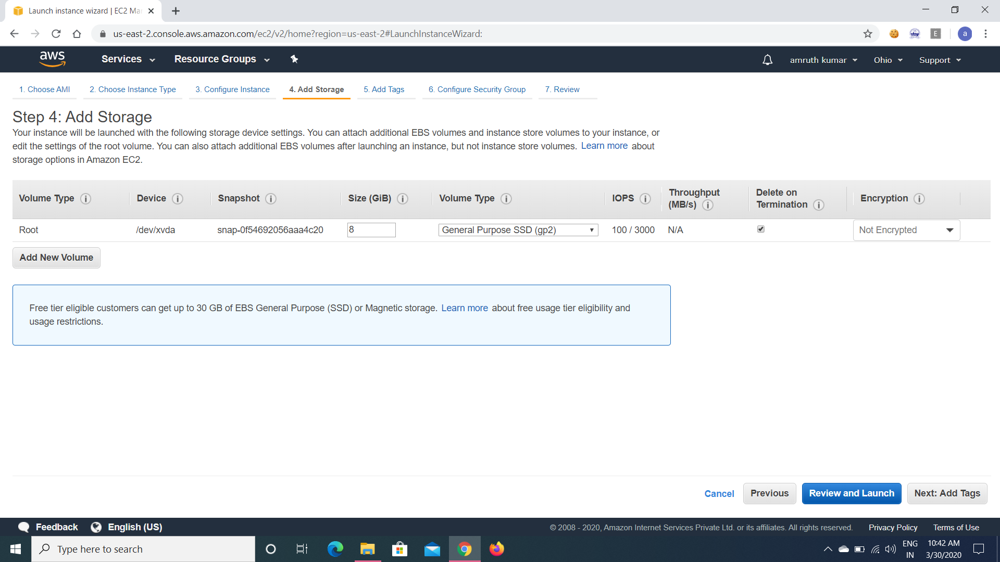 Launch instance wizard | EC2 Mar
us-east-2.console.aws.amazon.com/ec2/v2/home?region=us-east-2#LaunchInstanceWizard:
E
a
aws
Services
Resource Groups
amruth kumar
Ohio
Support
1. Choose AMI
2. Choose Instance Type
3. Configure Instance
4. Add Storage
5. Add Tags
6. Configure Security Group
7. Review
Step 4: Add Storage
Your instance will be launched with the following storage device settings. You can attach additional EBS volumes and instance store volumes to your instance, or
edit the settings of the root volume. You can also attach additional EBS volumes after launching an instance, but not instance store volumes. Learn more about
storage options in Amazon EC2.
Volume Type i
Device i
Snapshot i
Size (GiB) i
Volume Type i
IOPS i
Throughput
(MB/s) i
Delete on
Termination i
Encryption i
Root
/dev/xvda
snap-0f54692056aaa4c20
8
General Purpose SSD (gp2)
100 / 3000
N/A
Not Encrypted
Add New Volume
Free tier eligible customers can get up to 30 GB of EBS General Purpose (SSD) or Magnetic storage. Learn more about free usage tier eligibility and
usage restrictions.
Cancel
Previous
Review and Launch
Next: Add Tags
Feedback
English (US)
© 2008 - 2020, Amazon Internet Services Private Ltd. or its affiliates. All rights reserved.
Privacy Policy
Terms of Use
Type here to search
ENG
IN
10:42 AM
3/30/2020